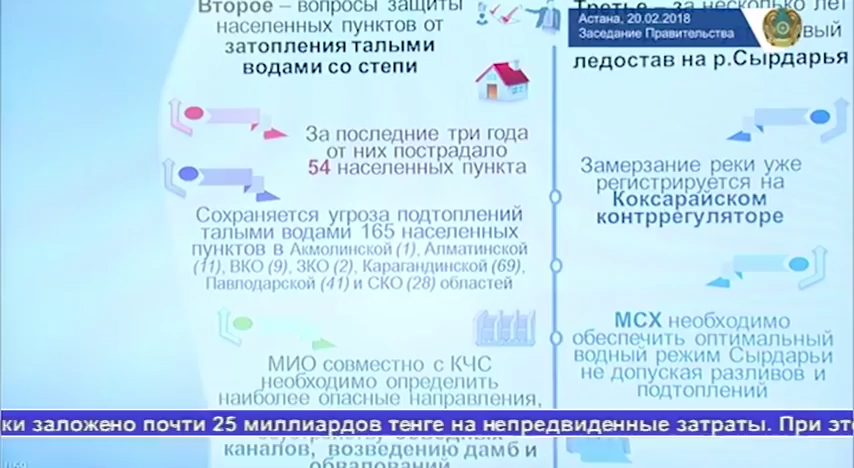 Второе – вопросы защиты
населенных пунктов от
затопления талыми
водами со степи
За последние три года
от них пострадало
54 населенных пункта
Сохраняется угроза подтоплений
талыми водами 165 населенных
пунктов в Акмолинской (1), Алматинской
(11), ВКО (9), ЗКО (2), Карагандинской (69),
Павлодарской (41) и СКО (28) областей
МИО совместно с КЧС
необходимо определить
наиболее опасные направления,
каналов, возведению дамб и
обвалований
Астана, 20.02.2018
Заседание Правительства
Третье – за несколько лет
ледостав на р.Сырдарья
Замерзание реки уже
регистрируется на
Коксарайском
контррегуляторе
МСХ необходимо
обеспечить оптимальный
водный режим Сырдарьи
не допуская разливов и
подтоплений
ки заложено почти 25 миллиардов тенге на непредвиденные затраты. При это